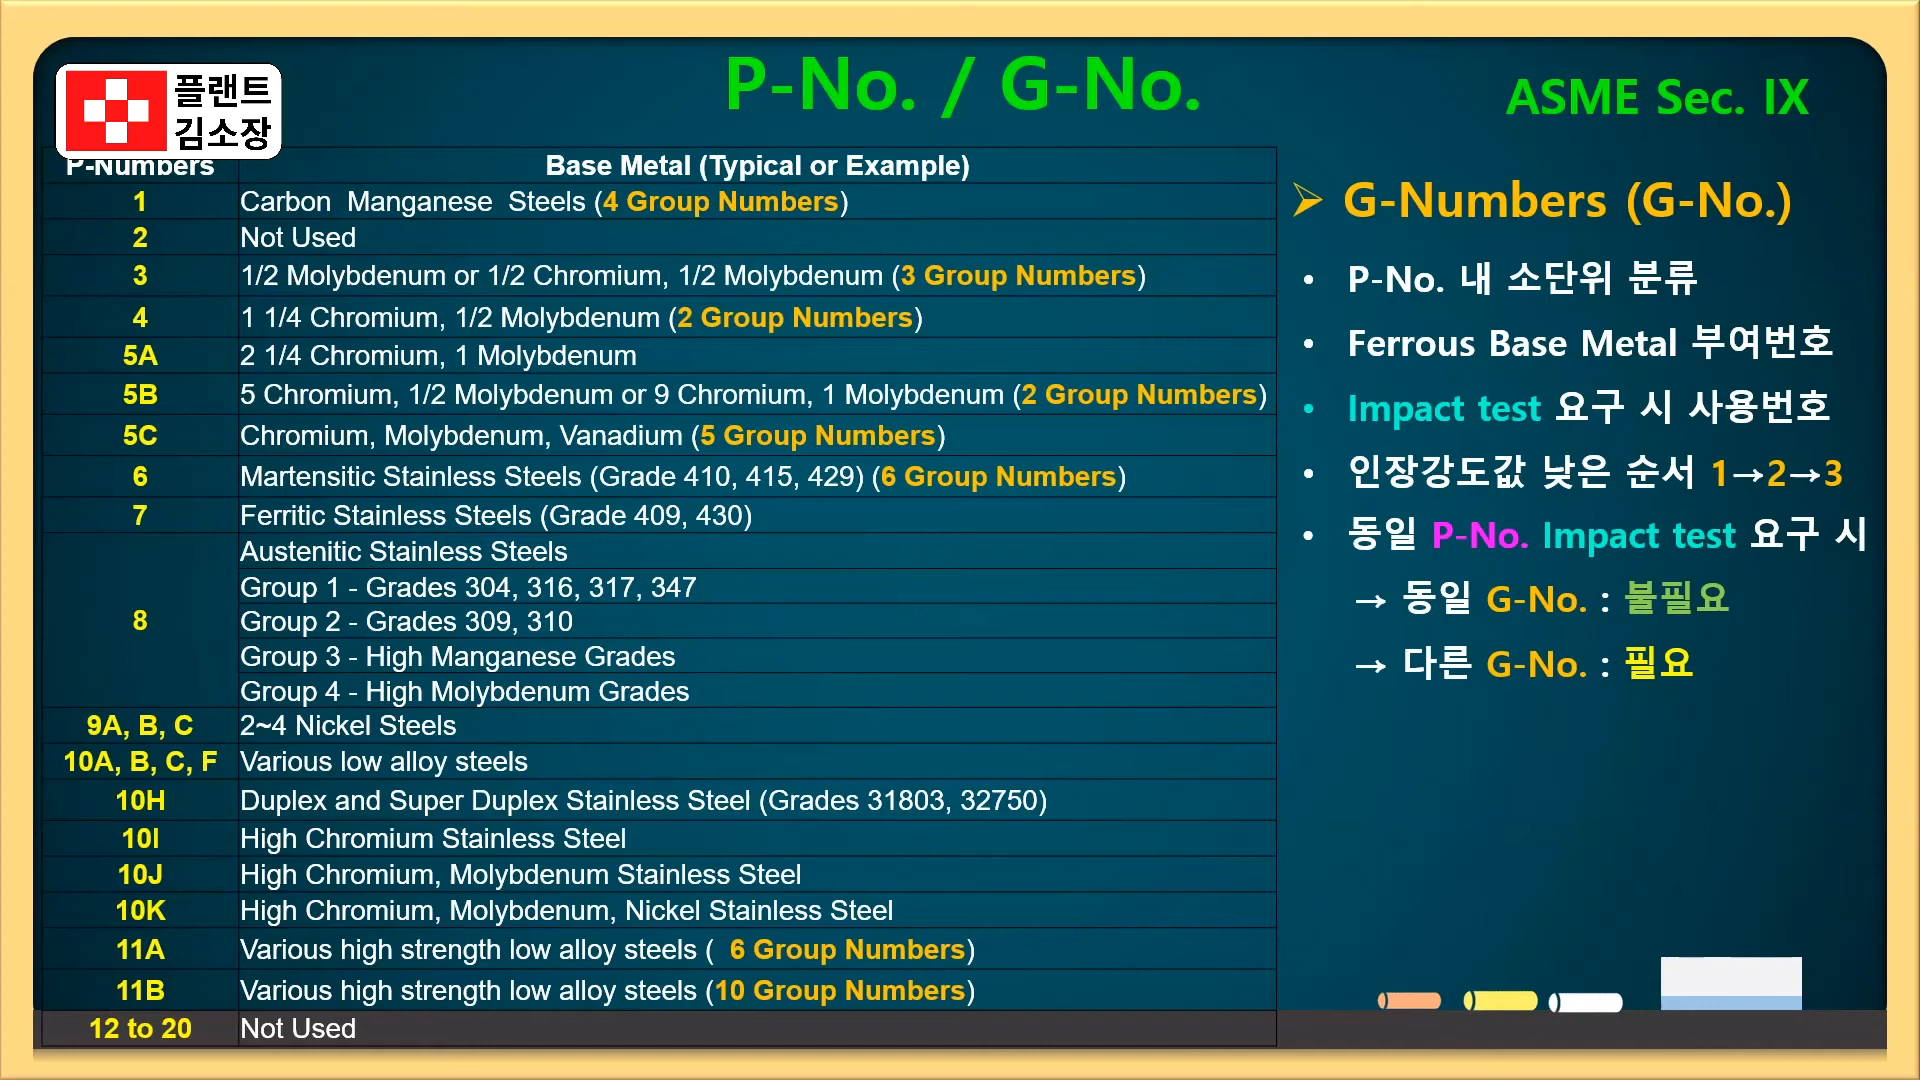 플랜트
김소장
P-No. / G-No.
ASME Sec. IX
P-Numbers Base Metal (Typical or Example)
1 Carbon Manganese Steels (4 Group Numbers)
2 Not Used
3 1/2 Molybdenum or 1/2 Chromium, 1/2 Molybdenum (3 Group Numbers)
4 1 1/4 Chromium, 1/2 Molybdenum (2 Group Numbers)
5A 2 1/4 Chromium, 1 Molybdenum
5B 5 Chromium, 1/2 Molybdenum or 9 Chromium, 1 Molybdenum (2 Group Numbers)
5C Chromium, Molybdenum, Vanadium (5 Group Numbers)
6 Martensitic Stainless Steels (Grade 410, 415, 429) (6 Group Numbers)
7 Ferritic Stainless Steels (Grade 409, 430)
8 Austenitic Stainless Steels
Group 1 - Grades 304, 316, 317, 347
Group 2 - Grades 309, 310
Group 3 - High Manganese Grades
Group 4 - High Molybdenum Grades
9A, B, C 2~4 Nickel Steels
10A, B, C, F Various low alloy steels
10H Duplex and Super Duplex Stainless Steel (Grades 31803, 32750)
10I High Chromium Stainless Steel
10J High Chromium, Molybdenum Stainless Steel
10K High Chromium, Molybdenum, Nickel Stainless Steel
11A Various high strength low alloy steels ( 6 Group Numbers)
11B Various high strength low alloy steels (10 Group Numbers)
12 to 20 Not Used
➢ G-Numbers (G-No.)
• P-No. 내 소단위 분류
• Ferrous Base Metal 부여번호
• Impact test 요구 시 사용번호
• 인장강도값 낮은 순서 1→2→3
• 동일 P-No. Impact test 요구 시
→ 동일 G-No. : 불필요
→ 다른 G-No. : 필요